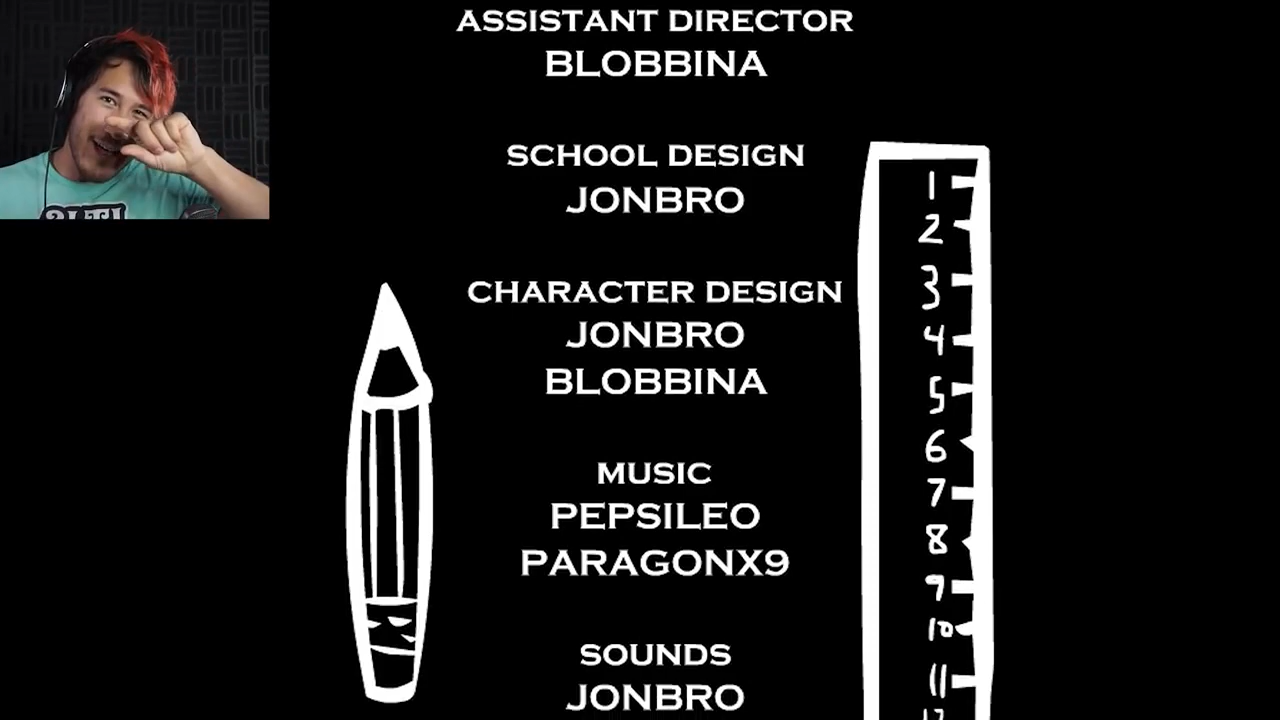 ASSISTANT DIRECTOR
BLOBBINA
SCHOOL DESIGN
JONBRO
CHARACTER DESIGN
JONBRO
BLOBBINA
MUSIC
PEPSILEO
PARAGONX9
SOUNDS
JONBRO
1
2
3
4
5
6
7
8
9
10
11